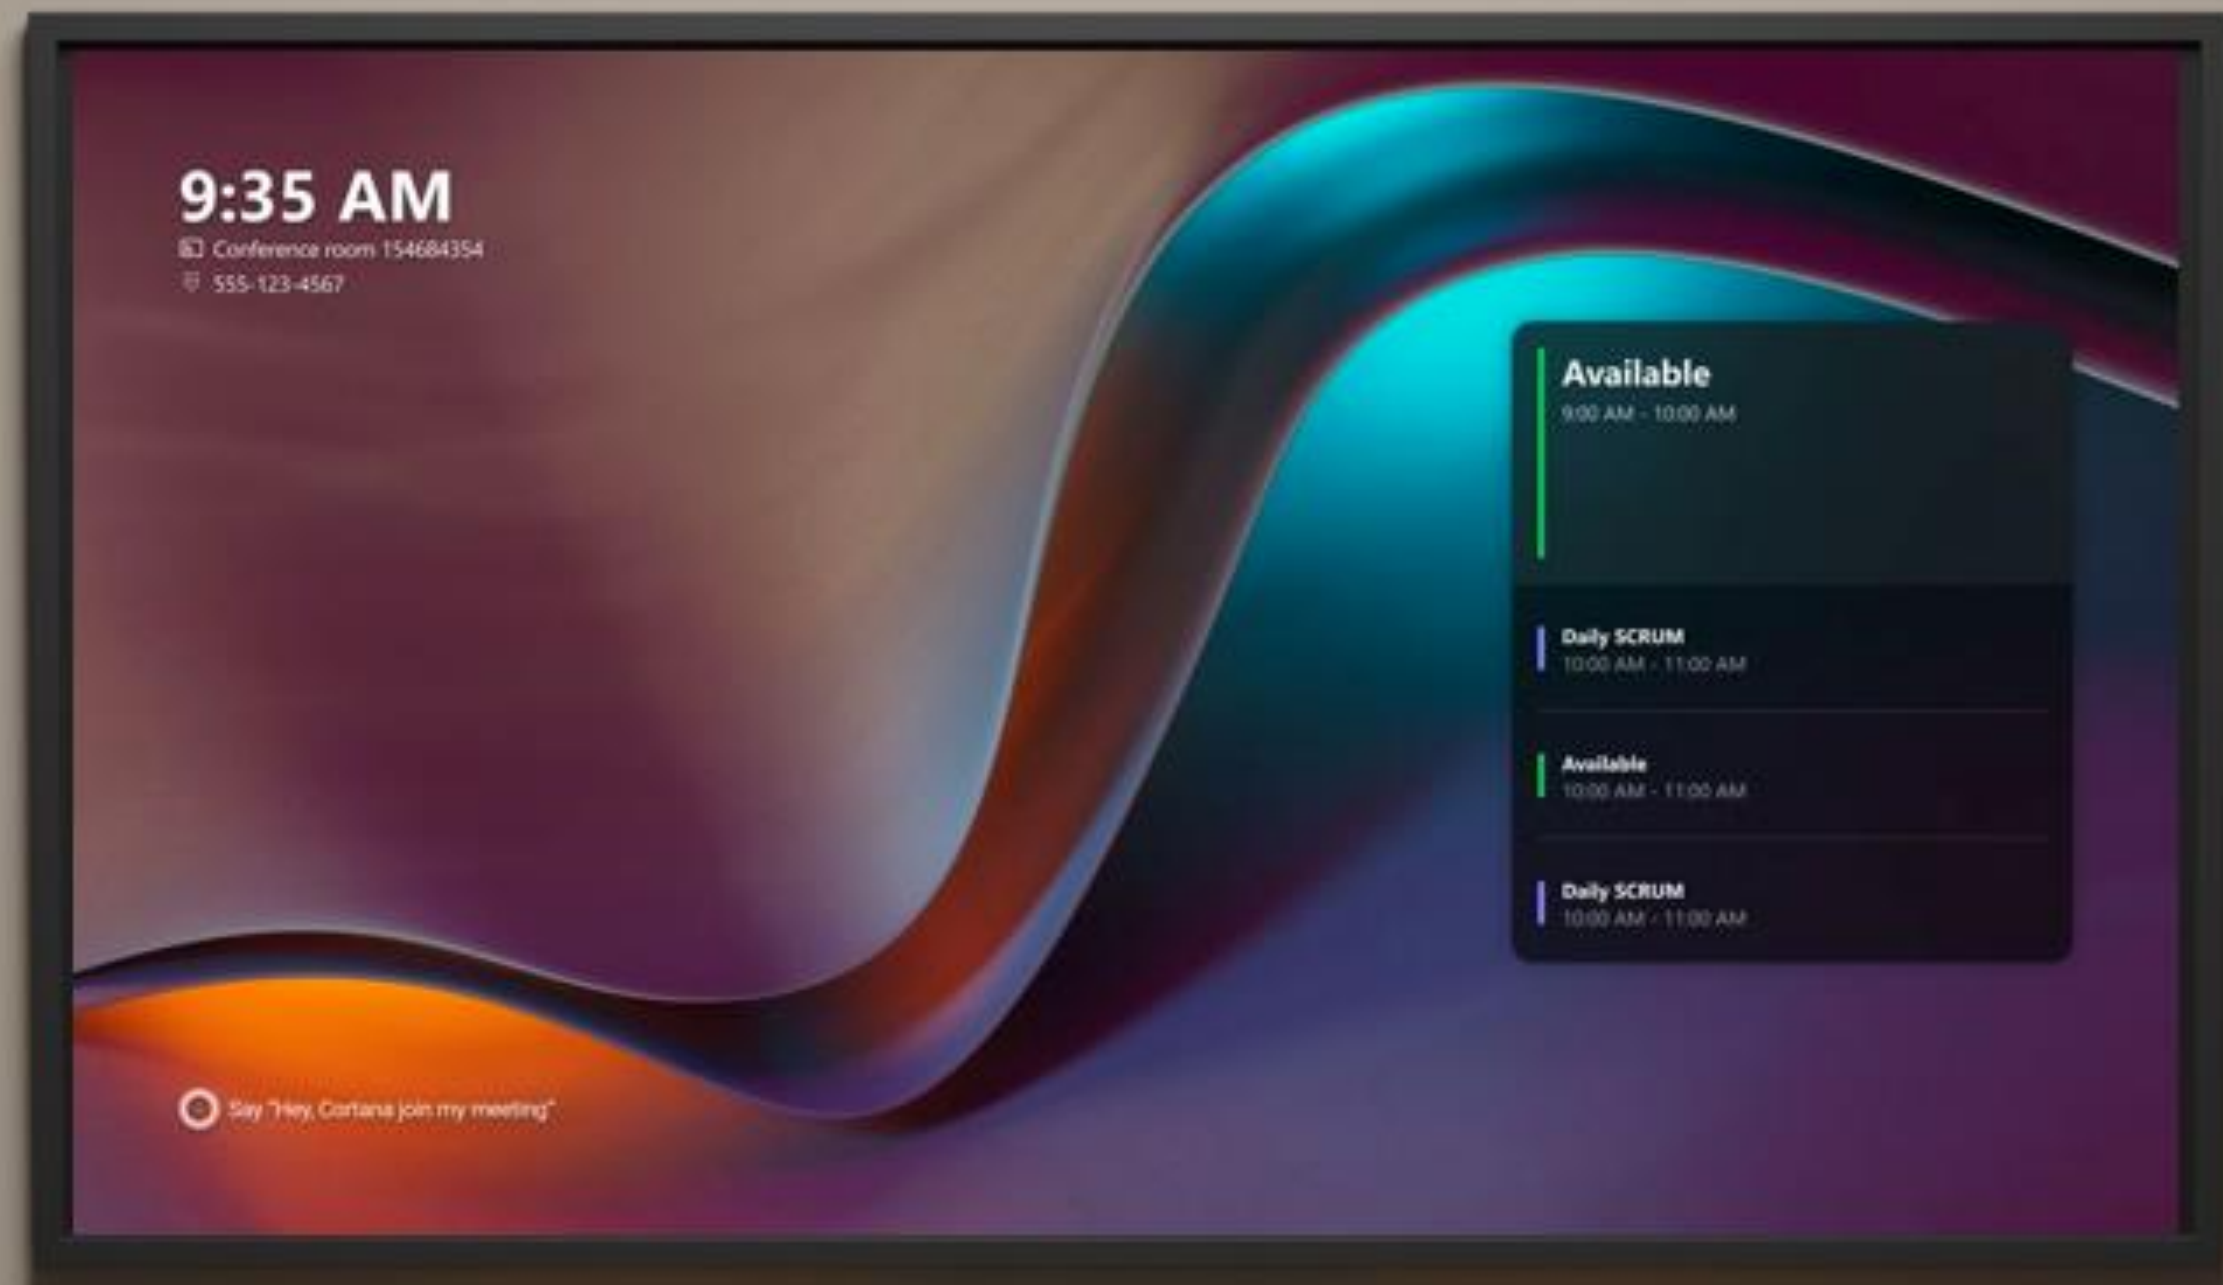 9:35 AM
Conference room 154684354
555-123-4567
Available
9:00 AM - 10:00 AM
Daily SCRUM
10:00 AM - 11:00 AM
Available
10:00 AM - 11:00 AM
Daily SCRUM
10:00 AM - 11:00 AM
Say "Hey, Cortana join my meeting"